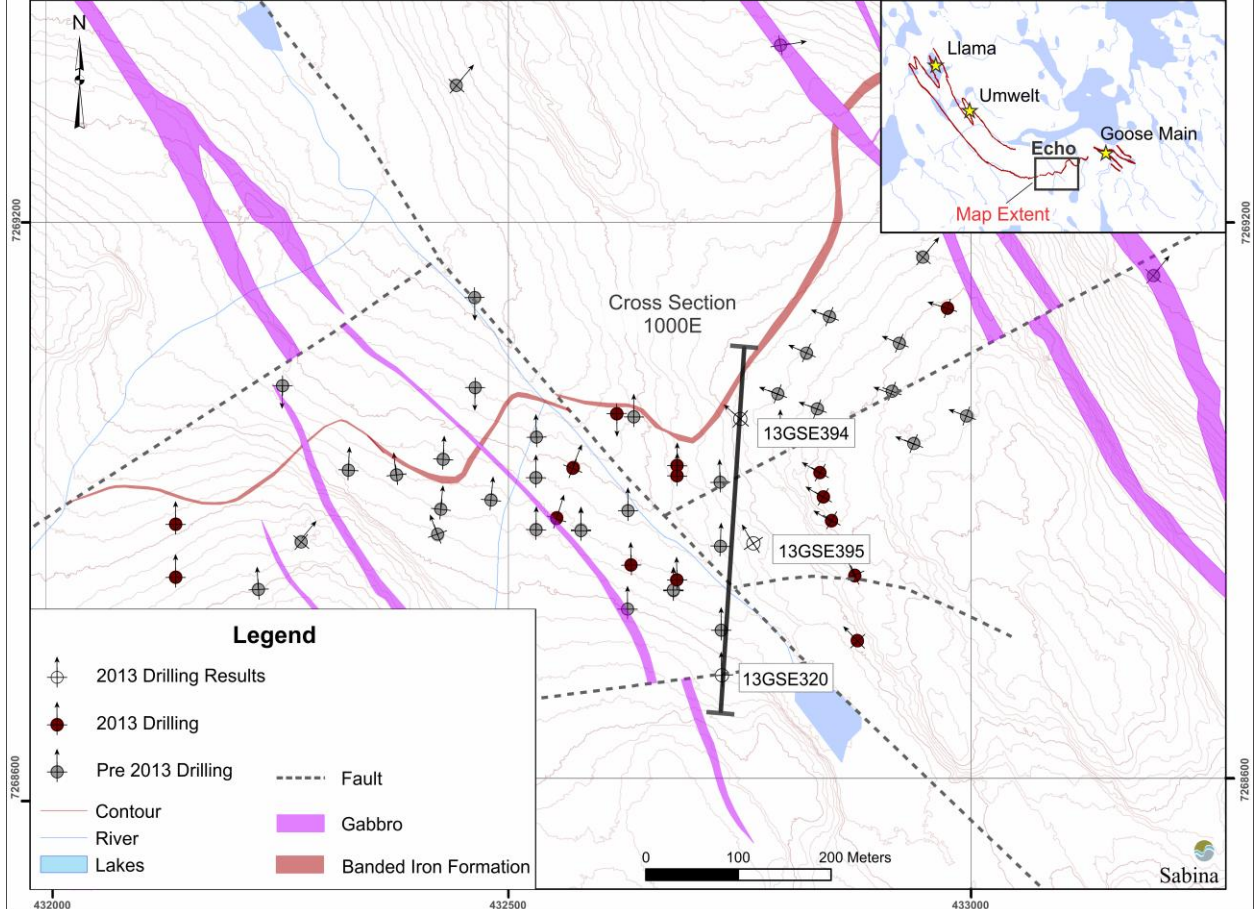 N
Llama
Umwelt
Goose Main
Echo
Map Extent
7269200
7269200
Cross Section
1000E
13GSE394
13GSE395
13GSE320
Legend
2013 Drilling Results
2013 Drilling
Pre 2013 Drilling
Contour
River
Lakes
Fault
Gabbro
Banded Iron Formation
7268600
7268600
0 100 200 Meters
Sabina
432000 432500 433000